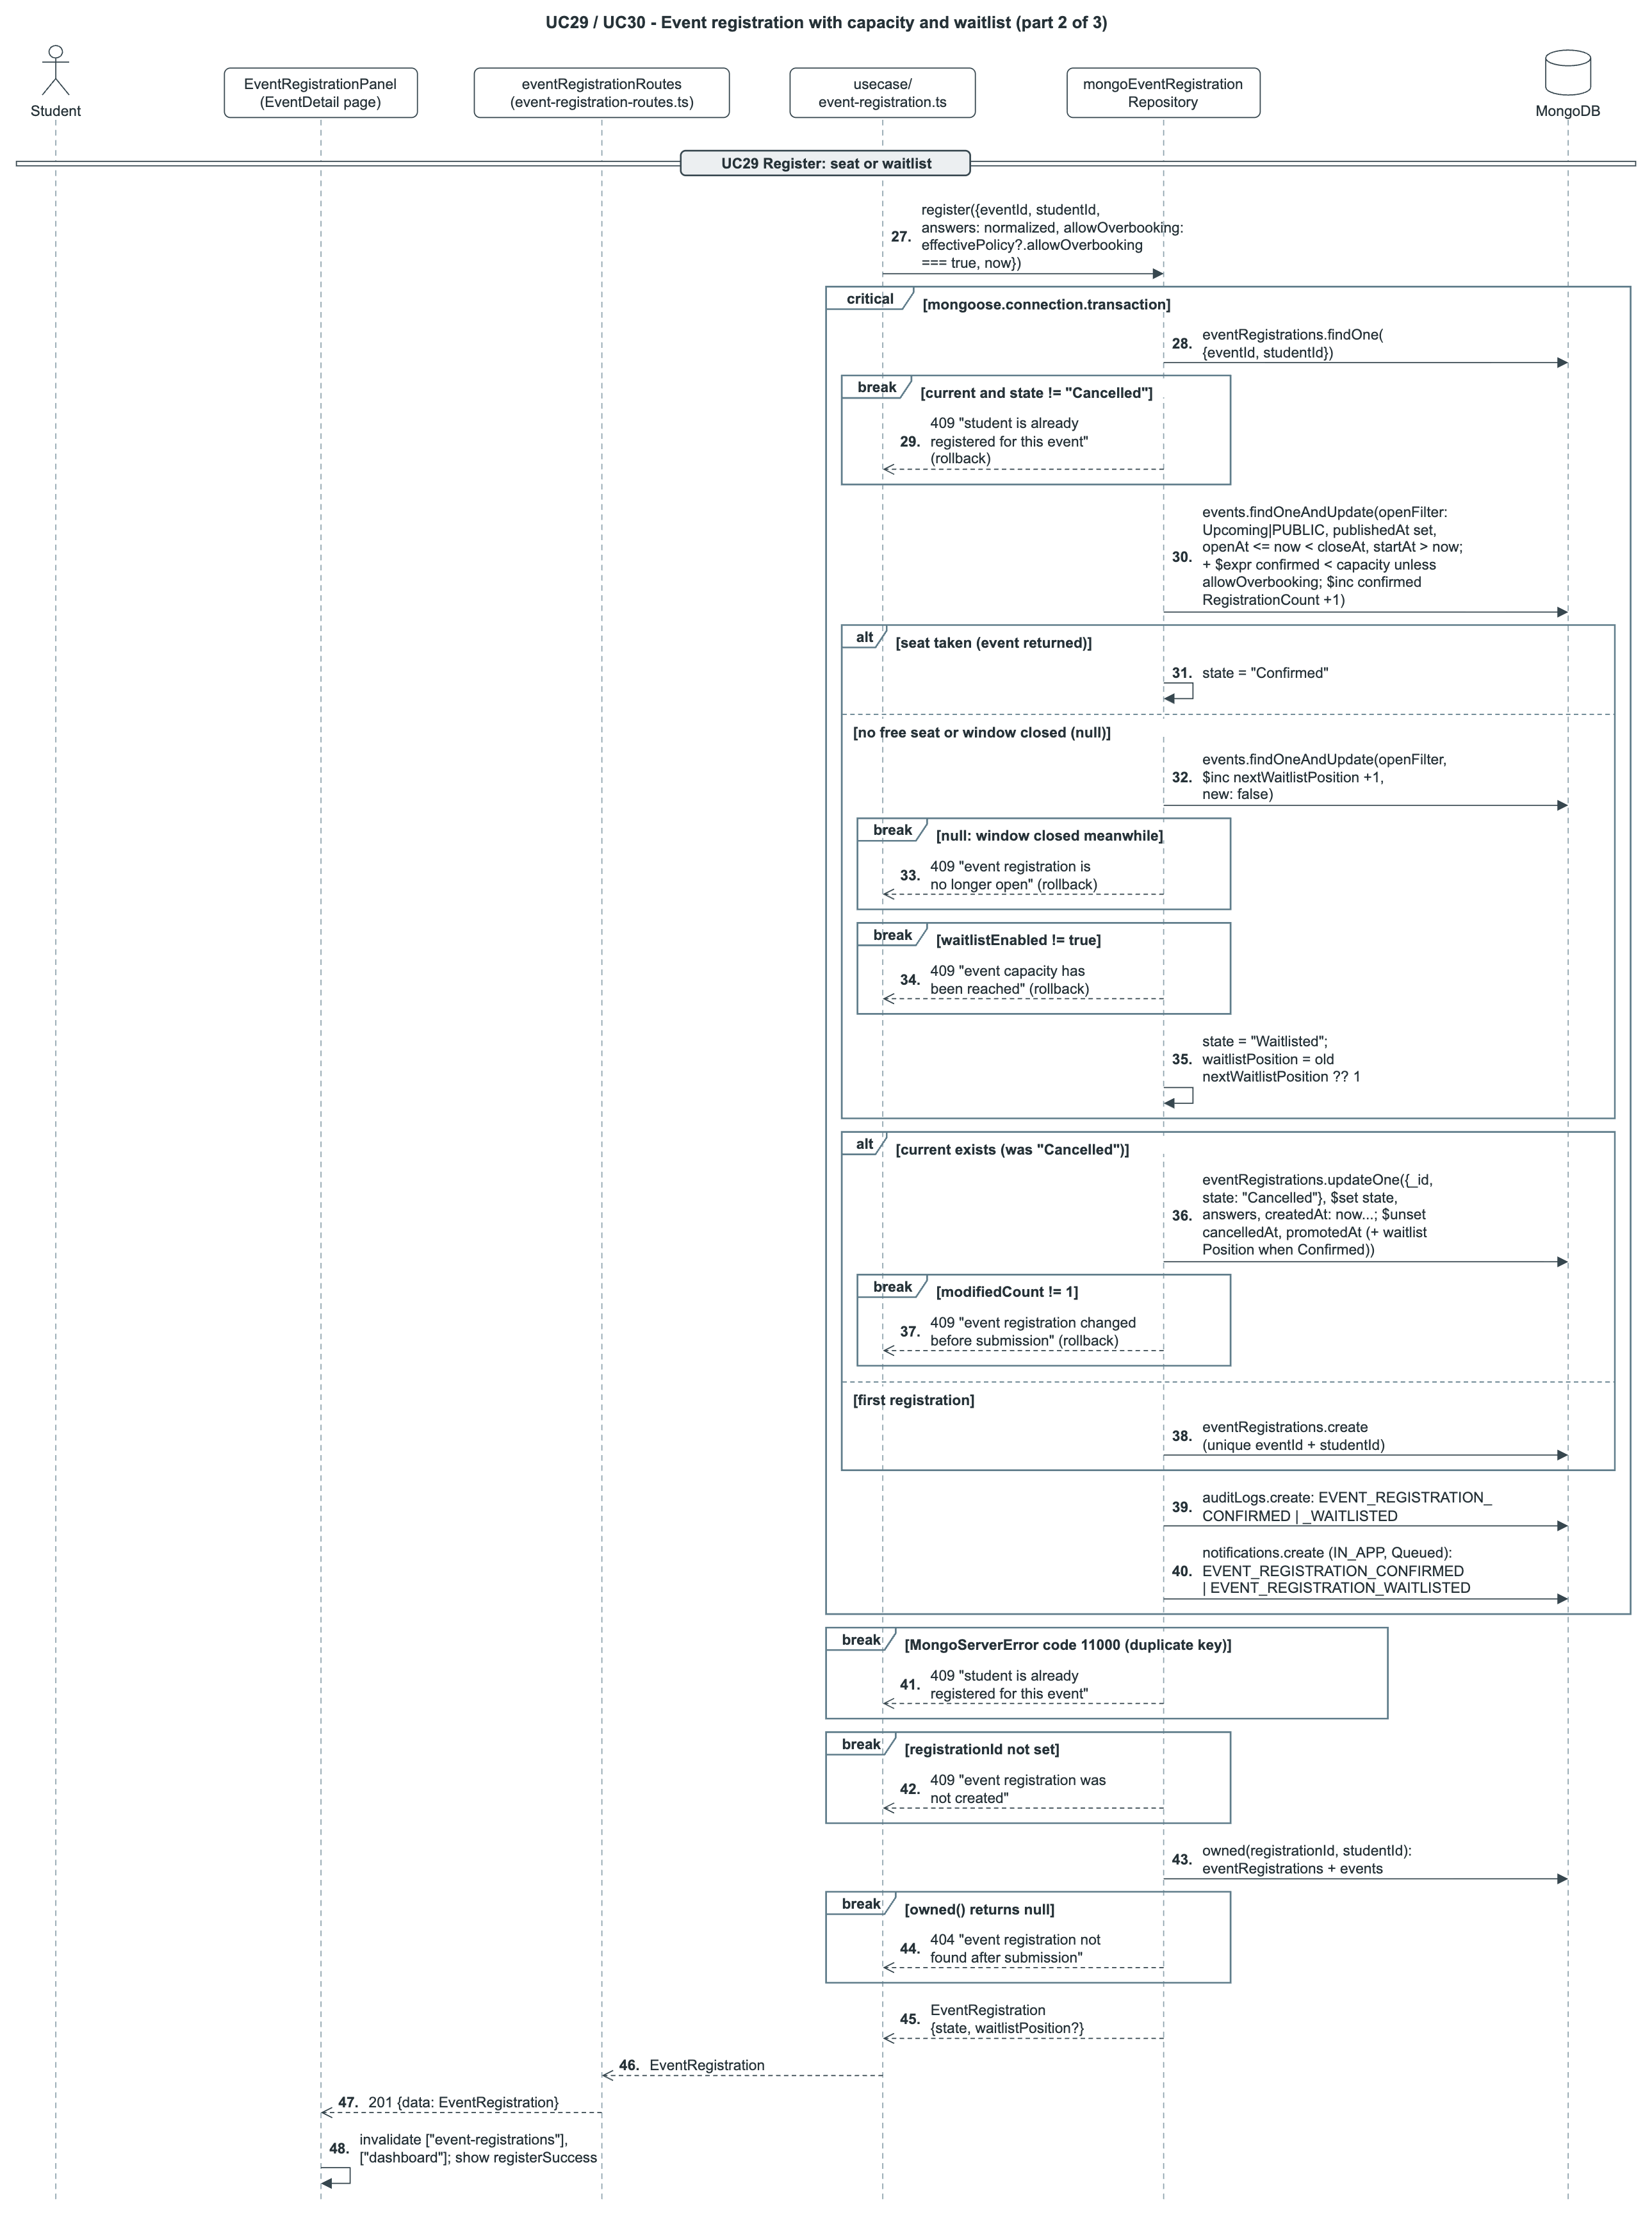 UC29 / UC30 - Event registration with capacity and waitlist (part 2 of 3)
Student
EventRegistrationPanel
(EventDetail page)
eventRegistrationRoutes
(event-registration-routes.ts)
usecase/
event-registration.ts
mongoEventRegistration
Repository
MongoDB
UC29 Register: seat or waitlist
27.
register({eventId, studentId,
answers: normalized, allowOverbooking:
effectivePolicy?.allowOverbooking
=== true, now})
critical
[mongoose.connection.transaction]
28.
eventRegistrations.findOne(
{eventId, studentId})
break
[current and state != "Cancelled"]
29.
409 "student is already
registered for this event"
(rollback)
30.
events.findOneAndUpdate(openFilter:
Upcoming|PUBLIC, publishedAt set,
openAt <= now < closeAt, startAt > now;
+ $expr confirmed < capacity unless
allowOverbooking; $inc confirmed
RegistrationCount +1)
alt
[seat taken (event returned)]
31. state = "Confirmed"
[no free seat or window closed (null)]
32.
events.findOneAndUpdate(openFilter,
$inc nextWaitlistPosition +1,
new: false)
break
[null: window closed meanwhile]
33.
409 "event registration is
no longer open" (rollback)
break
[waitlistEnabled != true]
34.
409 "event capacity has
been reached" (rollback)
35.
state = "Waitlisted";
waitlistPosition = old
nextWaitlistPosition ?? 1
alt
[current exists (was "Cancelled")]
36.
eventRegistrations.updateOne({_id,
state: "Cancelled"}, $set state,
answers, createdAt: now...; $unset
cancelledAt, promotedAt (+ waitlist
Position when Confirmed))
break
[modifiedCount != 1]
37.
409 "event registration changed
before submission" (rollback)
[first registration]
38.
eventRegistrations.create
(unique eventId + studentId)
39.
auditLogs.create: EVENT_REGISTRATION_
CONFIRMED | _WAITLISTED
40.
notifications.create (IN_APP, Queued):
EVENT_REGISTRATION_CONFIRMED
| EVENT_REGISTRATION_WAITLISTED
break
[MongoServerError code 11000 (duplicate key)]
41.
409 "student is already
registered for this event"
break
[registrationId not set]
42.
409 "event registration was
not created"
43.
owned(registrationId, studentId):
eventRegistrations + events
break
[owned() returns null]
44.
404 "event registration not
found after submission"
45.
EventRegistration
{state, waitlistPosition?}
46. EventRegistration
47. 201 {data: EventRegistration}
48.
invalidate ["event-registrations"],
["dashboard"]; show registerSuccess